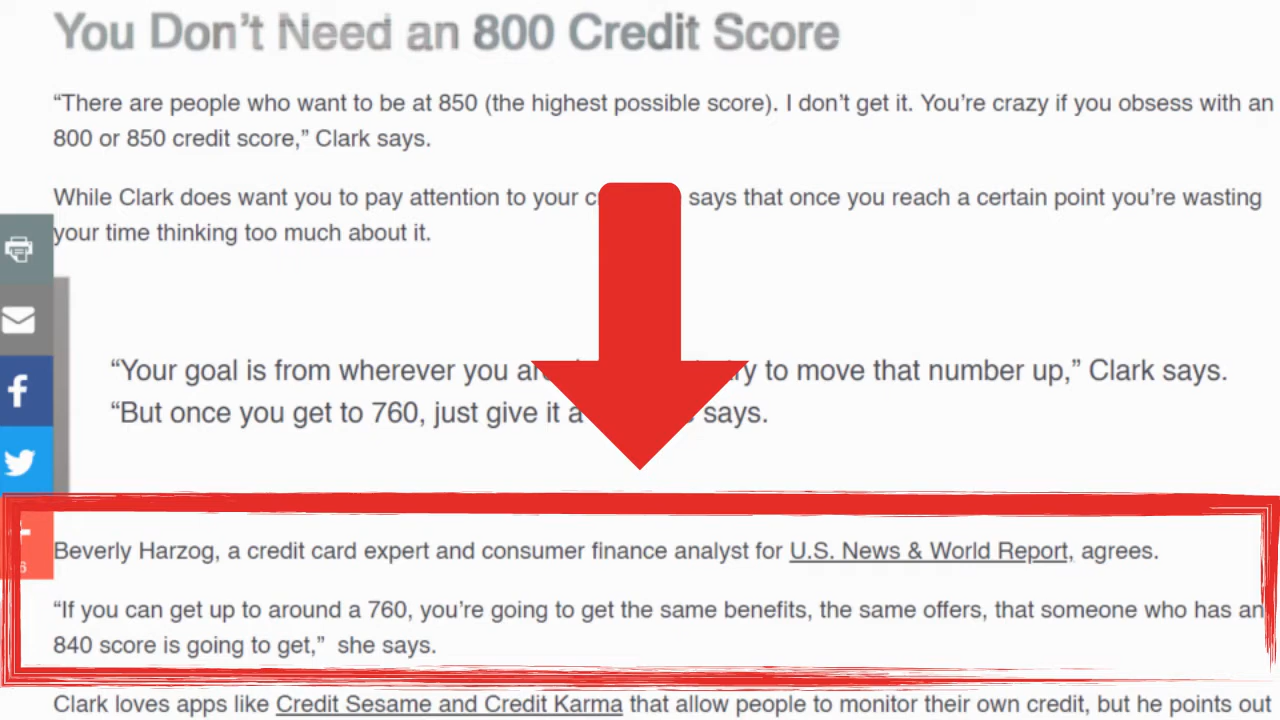 You Don't Need an 800 Credit Score
“There are people who want to be at 850 (the highest possible score). I don’t get it. You’re crazy if you obsess with an
800 or 850 credit score,” Clark says.
While Clark does want you to pay attention to your says that once you reach a certain point you’re wasting
your time thinking too much about it.
“Your goal is from wherever you to move that number up,” Clark says.
“But once you get to 760, just give it says.
Beverly Harzog, a credit card expert and consumer finance analyst for U.S. News & World Report, agrees.
“If you can get up to around a 760, you’re going to get the same benefits, the same offers, that someone who has an
840 score is going to get,”  she says.
Clark loves apps like Credit Sesame and Credit Karma that allow people to monitor their own credit, but he points out